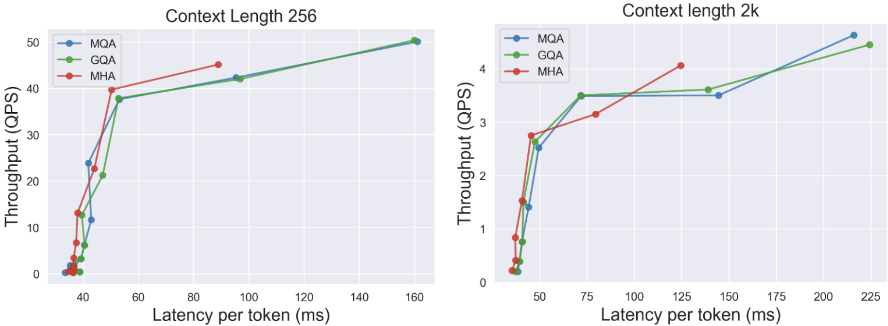 Context Length 256
MQA
GQA
MHA
50
40
30
20
10
0
Throughput (QPS)
40 60 80 100 120 140 160
Latency per token (ms)
Context length 2k
MQA
GQA
MHA
4
3
2
1
0
Throughput (QPS)
50 75 100 125 150 175 200 225
Latency per token (ms)